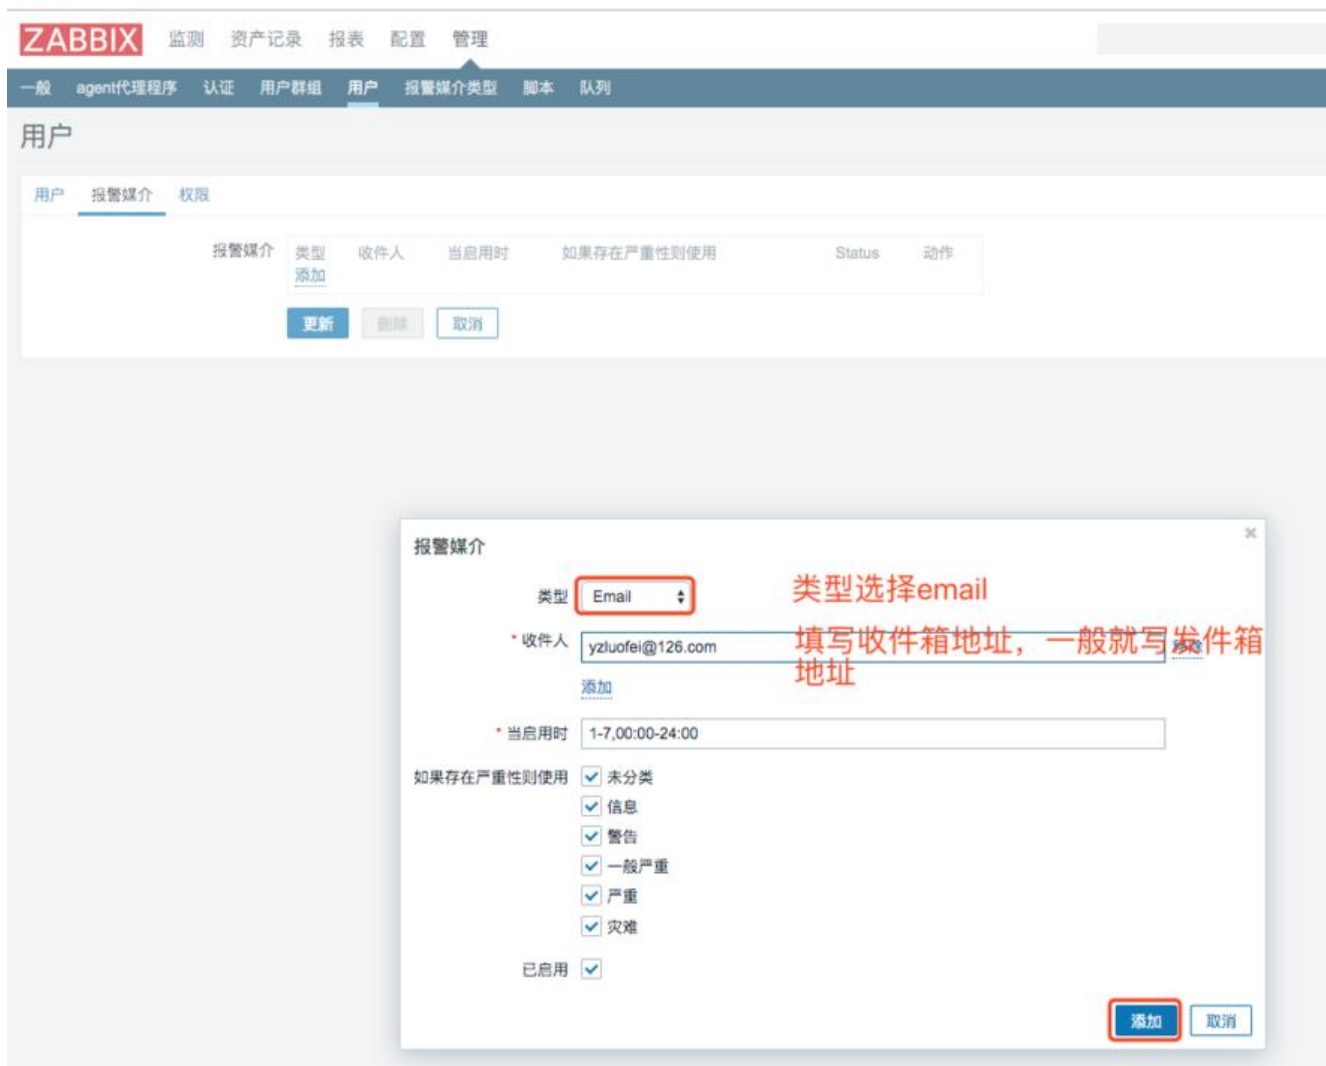 ZABBIX 监测 资产记录 报表 配置 管理
一般 agent代理程序 认证 用户群组 用户 报警媒介类型 脚本 队列
用户
用户 报警媒介 权限
报警媒介 类型 收件人 当启用时 如果存在严重性则使用 Status 动作
添加
更新 删除 取消
报警媒介
类型 Email 类型选择email
* 收件人 yzluofei@126.com 填写收件箱地址，一般就写发件箱
地址
添加
* 当启用时 1-7,00:00-24:00
如果存在严重性则使用 未分类
信息
警告
一般严重
严重
灾难
已启用
添加 取消